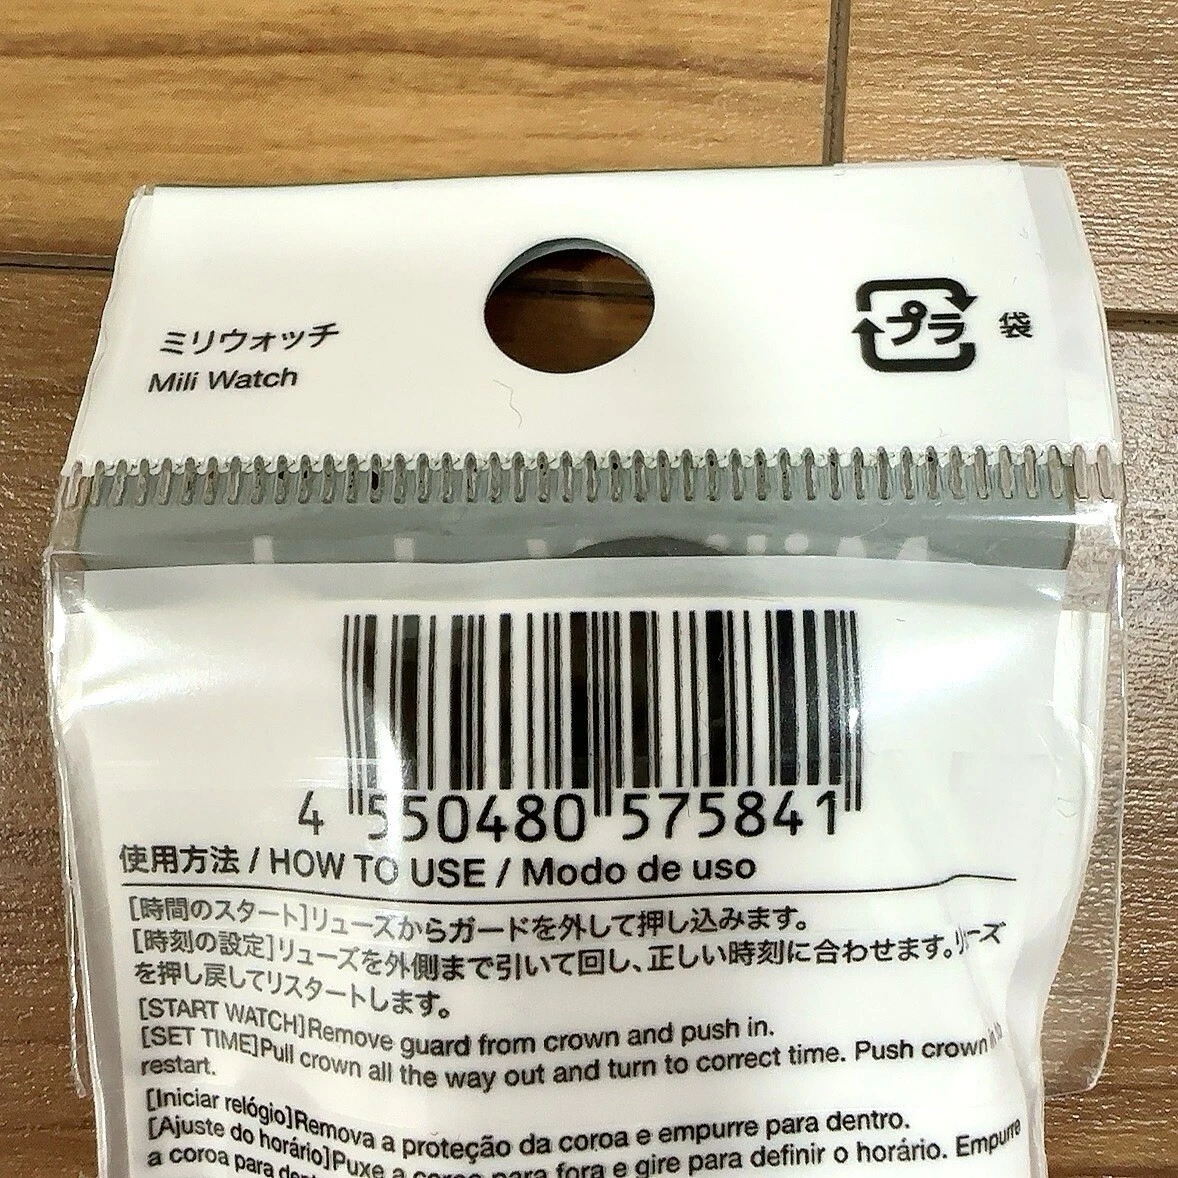 ミリウォッチ
Mili Watch
プラ 袋
4 550480 575841
使用方法 / HOW TO USE / Modo de uso
[時間のスタート]リューズからガードを外して押し込みます。
[時刻の設定]リューズを外側まで引いて回し、正しい時刻に合わせます。リューズ
を押し戻してリスタートします。
[START WATCH]Remove guard from crown and push in.
[SET TIME]Pull crown all the way out and turn to correct time. Push crown in to
restart.
[Iniciar relógio]Remova a proteção da coroa e empurre para dentro.
[Ajuste do horário]Puxe a coroa para fora e gire para definir o horário. Empurre
a coroa para